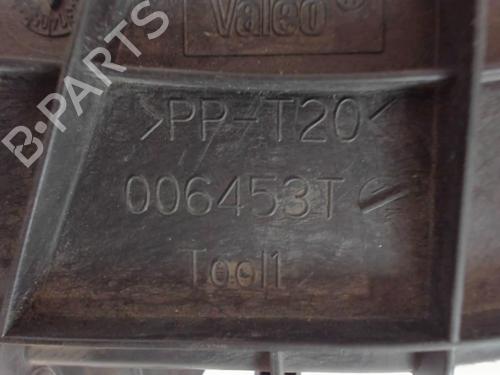 Valeo
>PP-T20<
006453T
Tool1
B-PARTS